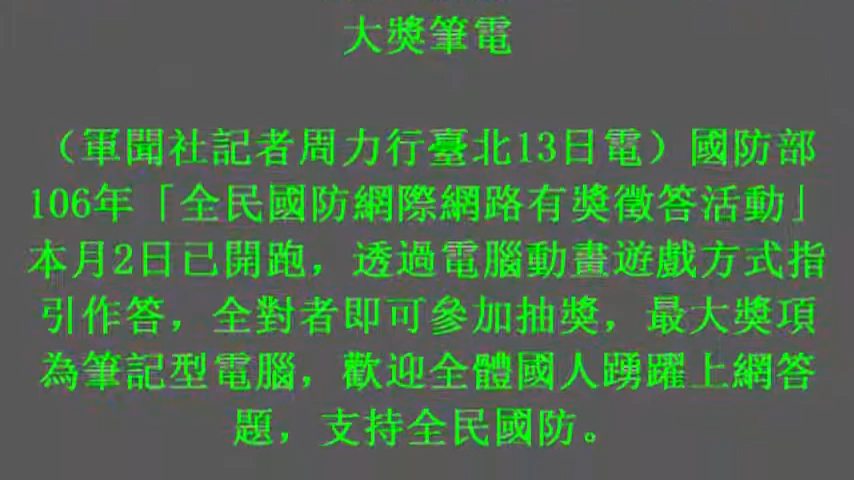 大獎筆電
（軍聞社記者周力行臺北13日電）國防部
106年「全民國防網際網路有獎徵答活動」
本月2日已開跑，透過電腦動畫遊戲方式指
引作答，全對者即可參加抽獎，最大獎項
為筆記型電腦，歡迎全體國人踴躍上網答
題，支持全民國防。